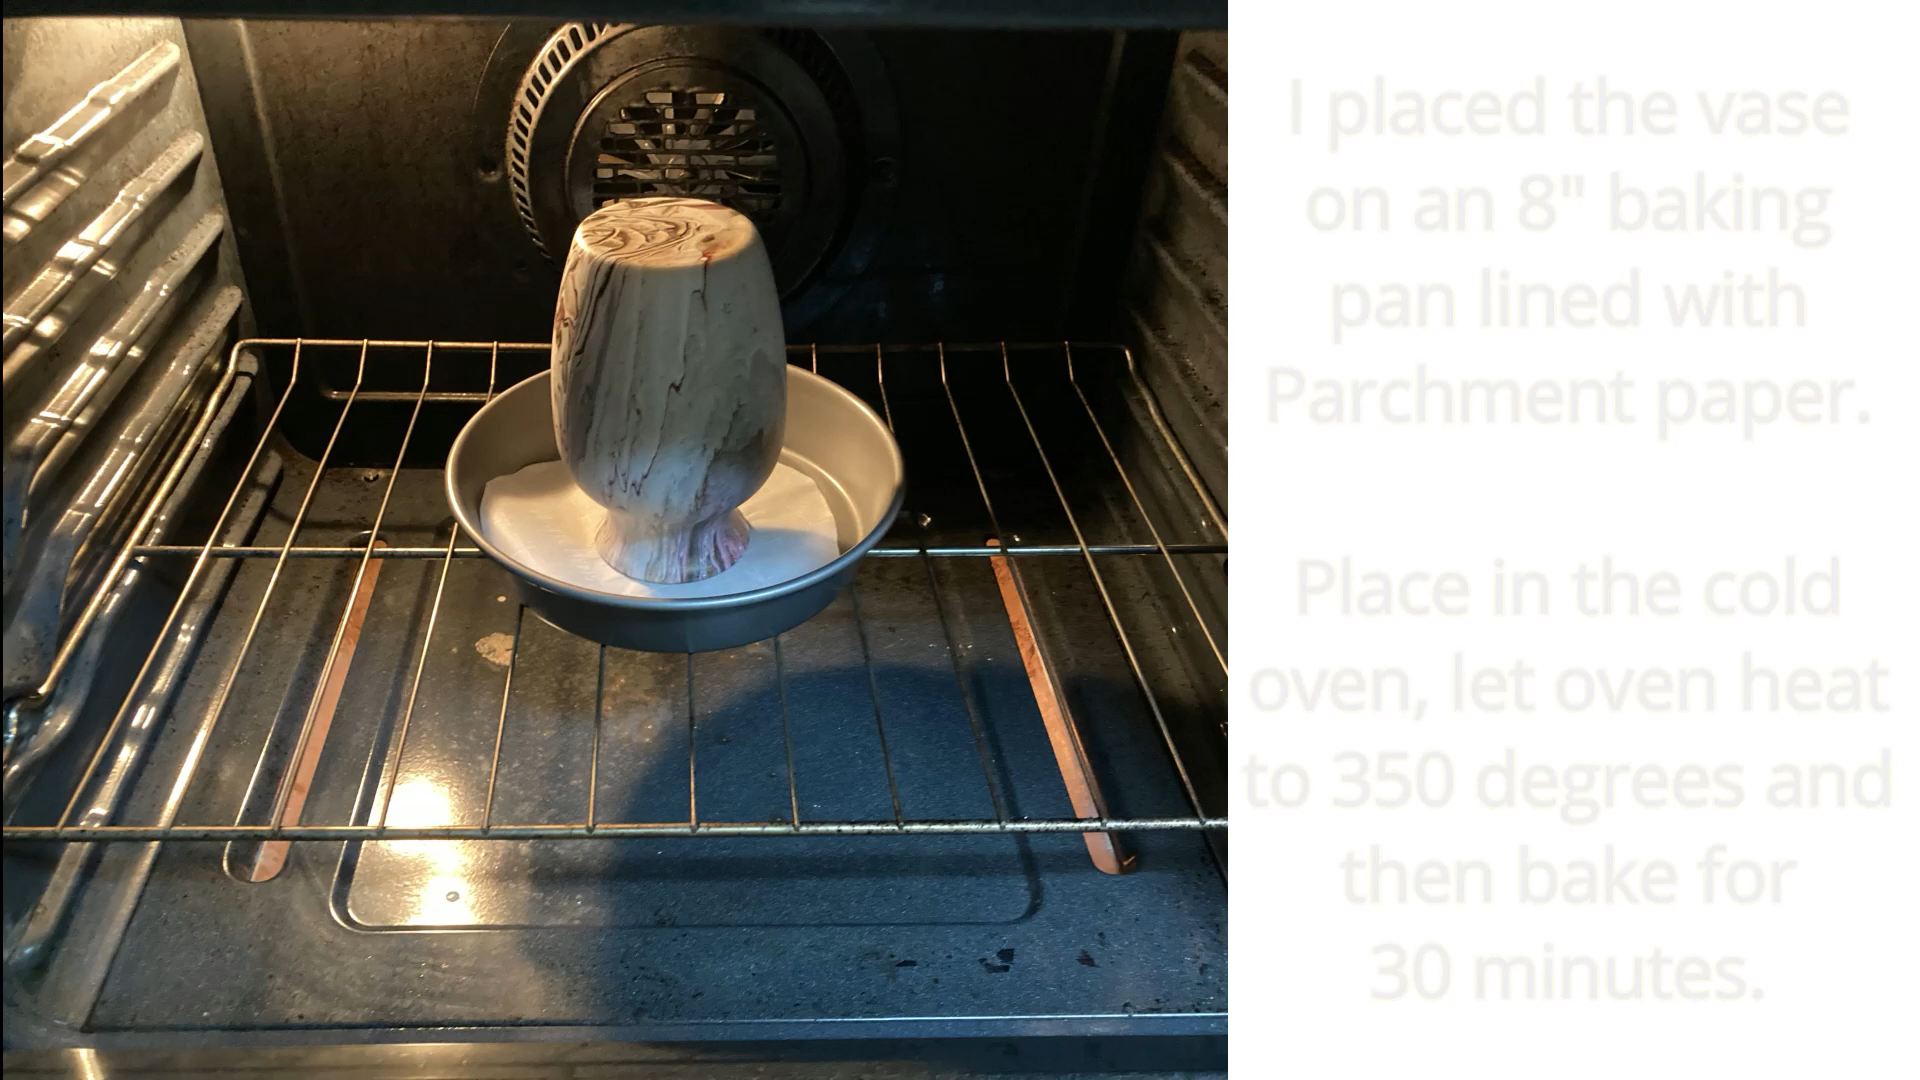 I placed the vase
on an 8" baking
pan lined with
Parchment paper.
Place in the cold
oven, let oven heat
to 350 degrees and
then bake for
30 minutes.